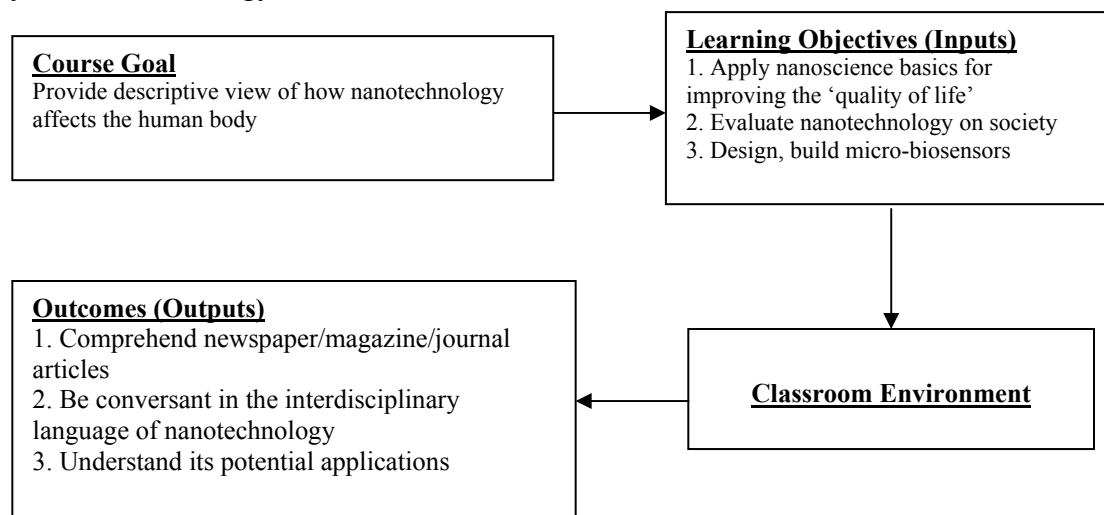 Course Goal
Provide descriptive view of how nanotechnology
affects the human body
Learning Objectives (Inputs)
1. Apply nanoscience basics for
improving the ‘quality of life’
2. Evaluate nanotechnology on society
3. Design, build micro-biosensors
Outcomes (Outputs)
1. Comprehend newspaper/magazine/journal
articles
2. Be conversant in the interdisciplinary
language of nanotechnology
3. Understand its potential applications
Classroom Environment